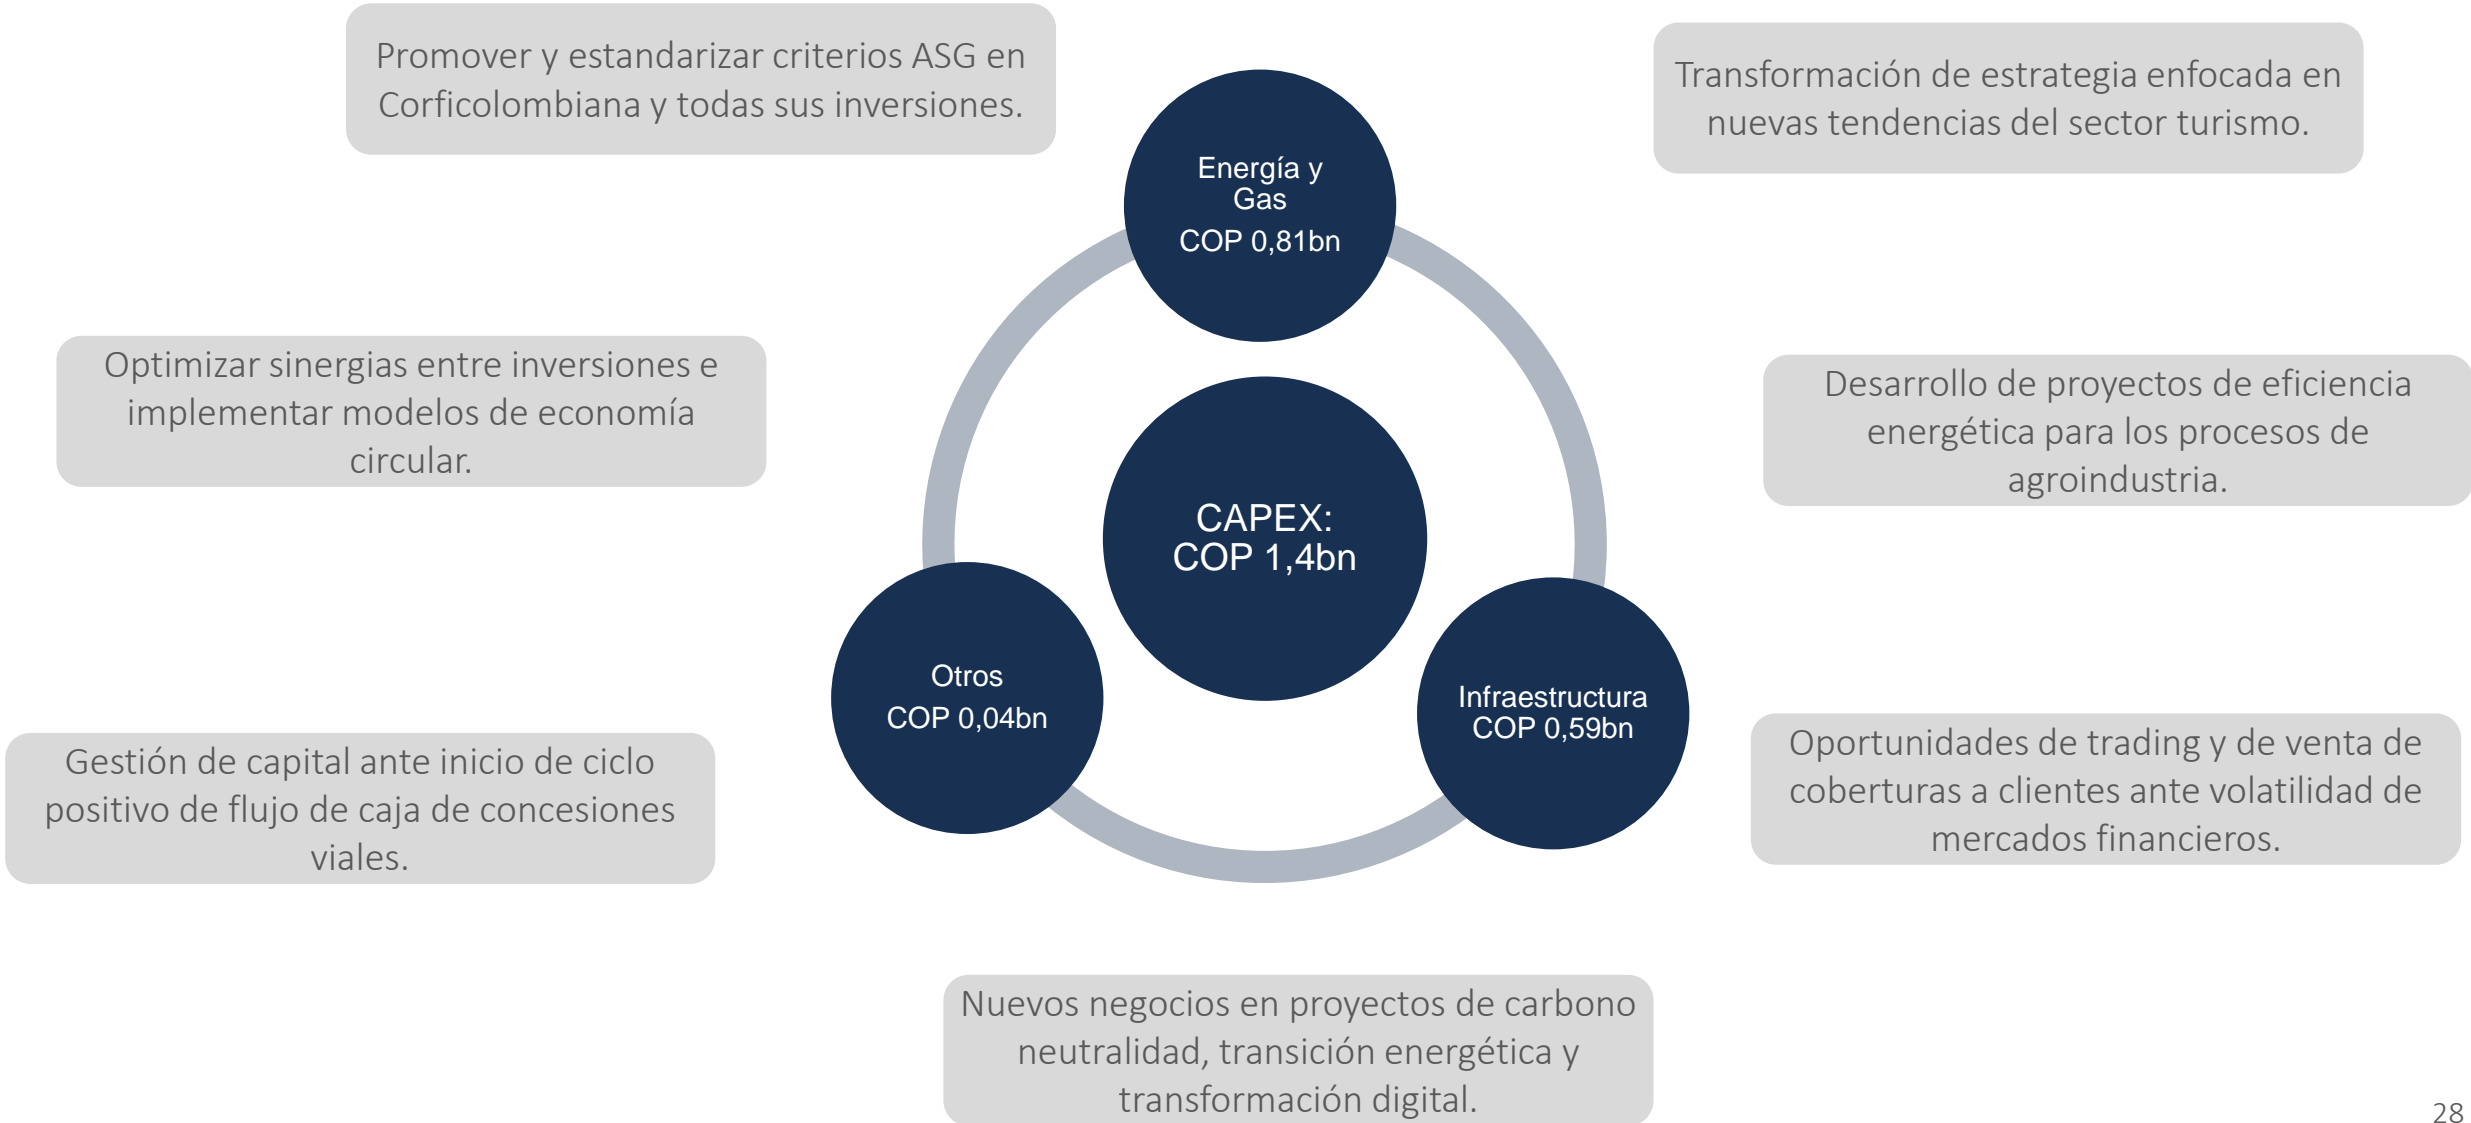 Promover y estandarizar criterios ASG en
Corficolombiana y todas sus inversiones.
Transformación de estrategia enfocada en
nuevas tendencias del sector turismo.
Energía y
Gas
COP 0,81bn
Optimizar sinergias entre inversiones e
implementar modelos de economía
circular.
Desarrollo de proyectos de eficiencia
energética para los procesos de
agroindustria.
CAPEX:
COP 1,4bn
Otros
COP 0,04bn
Infraestructura
COP 0,59bn
Gestión de capital ante inicio de ciclo
positivo de flujo de caja de concesiones
viales.
Oportunidades de trading y de venta de
coberturas a clientes ante volatilidad de
mercados financieros.
Nuevos negocios en proyectos de carbono
neutralidad, transición energética y
transformación digital.
28